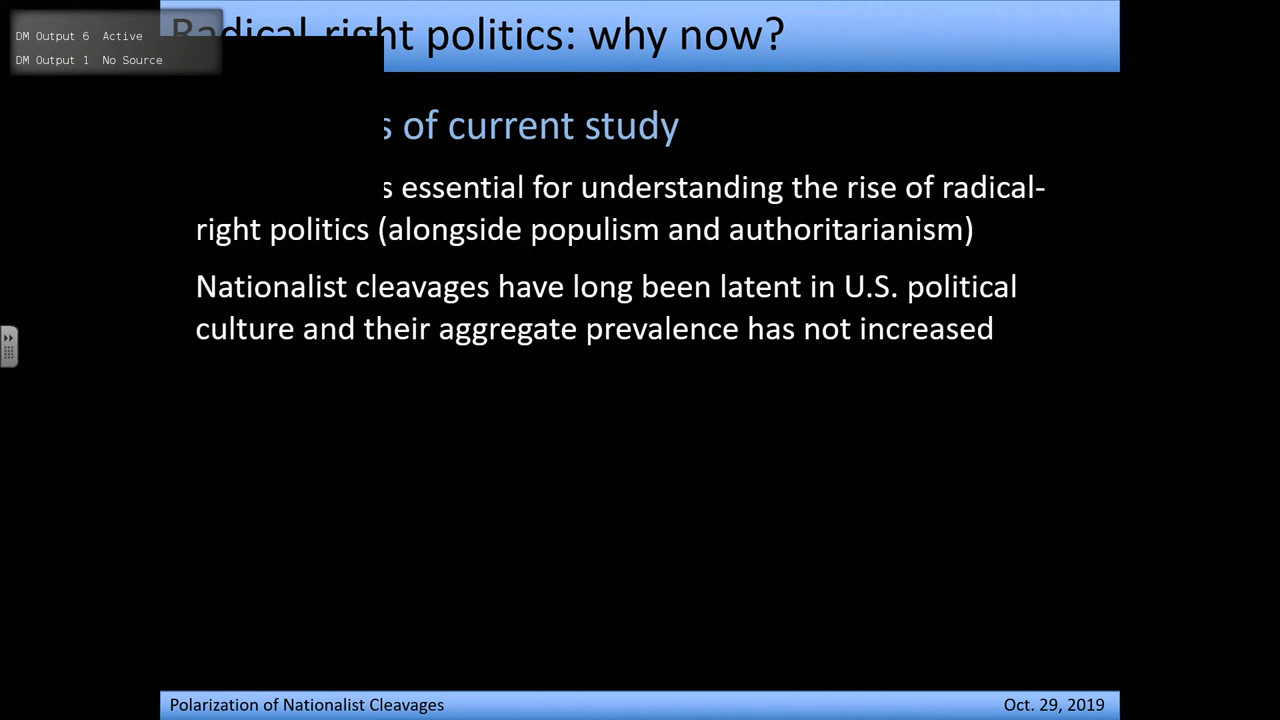 DM Output 6 Active
DM Output 1 No Source
Radical right politics: why now?
of current study
essential for understanding the rise of radical-
right politics (alongside populism and authoritarianism)
Nationalist cleavages have long been latent in U.S. political
culture and their aggregate prevalence has not increased
Polarization of Nationalist Cleavages
Oct. 29, 2019